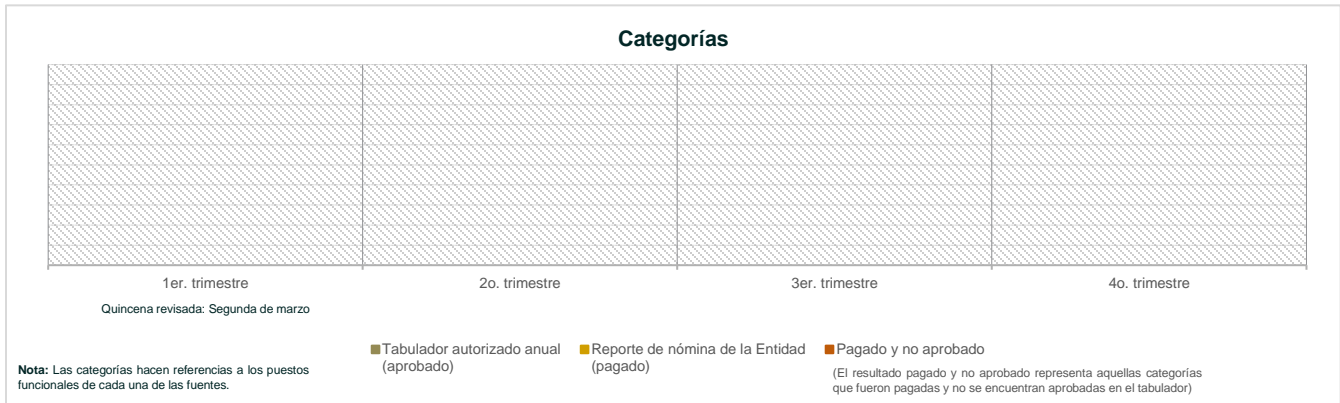 Categorías
1er. trimestre
2o. trimestre
3er. trimestre
4o. trimestre
Quincena revisada: Segunda de marzo
Tabulador autorizado anual
(aprobado)
Reporte de nómina de la Entidad
(pagado)
Pagado y no aprobado
(El resultado pagado y no aprobado representa aquellas categorías
que fueron pagadas y no se encuentran aprobadas en el tabulador)
Nota: Las categorías hacen referencias a los puestos
funcionales de cada una de las fuentes.